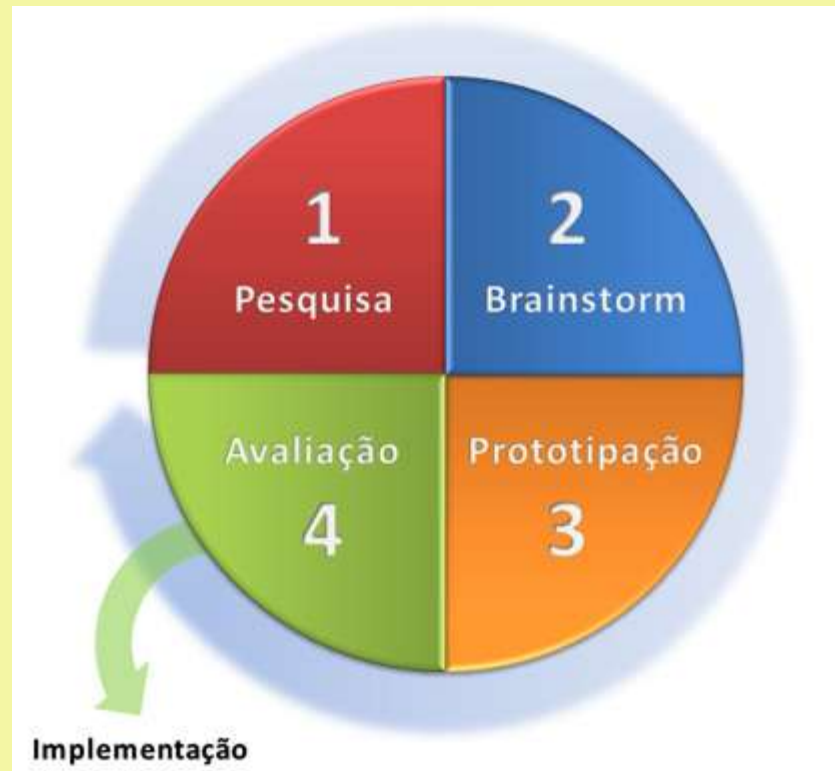 1
Pesquisa
2
Brainstorm
Prototipação
3
Avaliação
4
Implementação